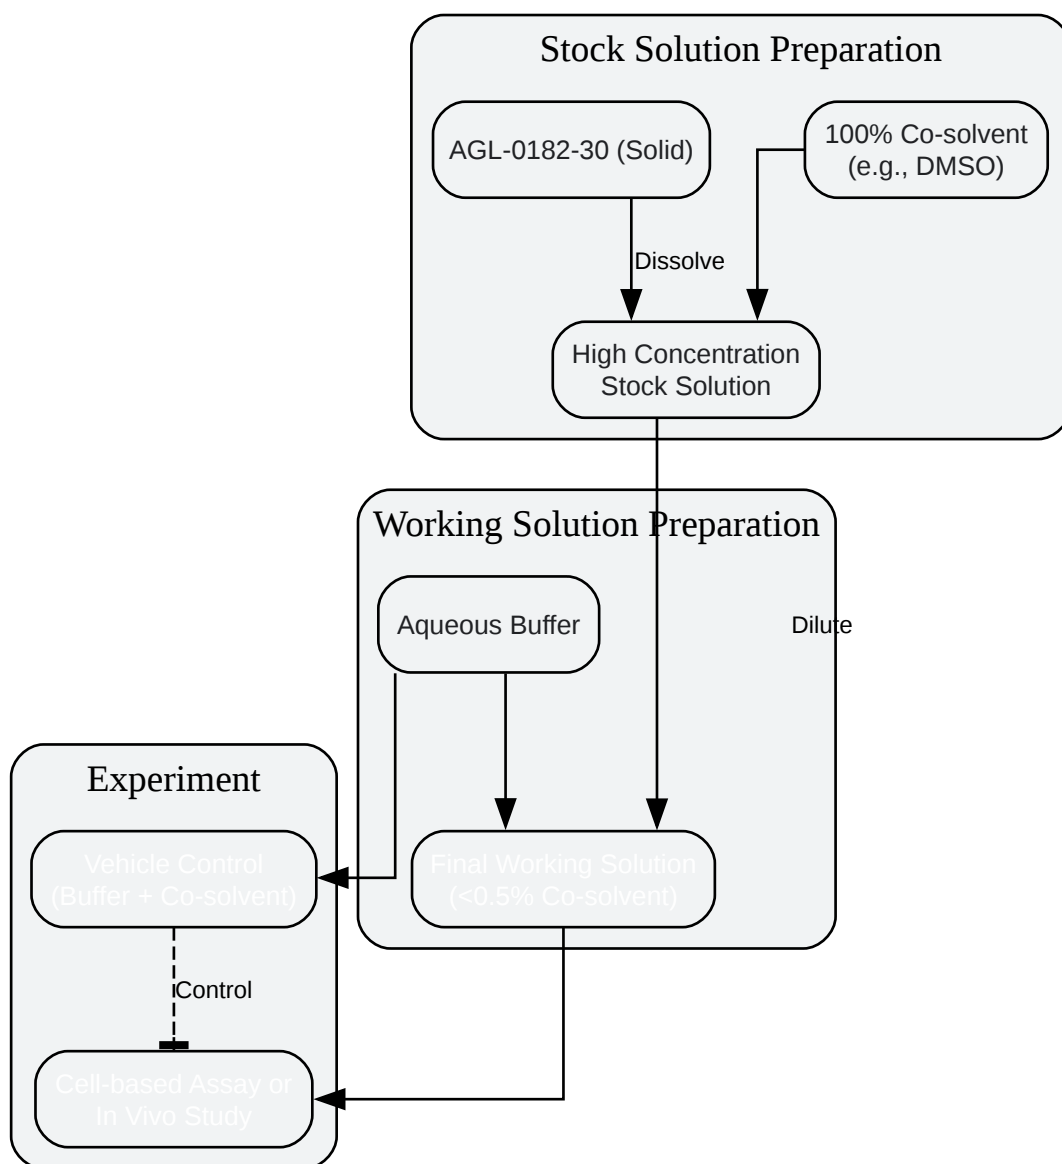 Stock Solution Preparation
AGL-0182-30 (Solid)
100% Co-solvent
(e.g., DMSO)
Dissolve
High Concentration
Stock Solution
Working Solution Preparation
Aqueous Buffer
Dilute
Experiment
Vehicle Control
(Buffer + Co-solvent)
Final Working Solution
(<0.5% Co-solvent)
Control
Cell-based Assay or
In Vivo Study